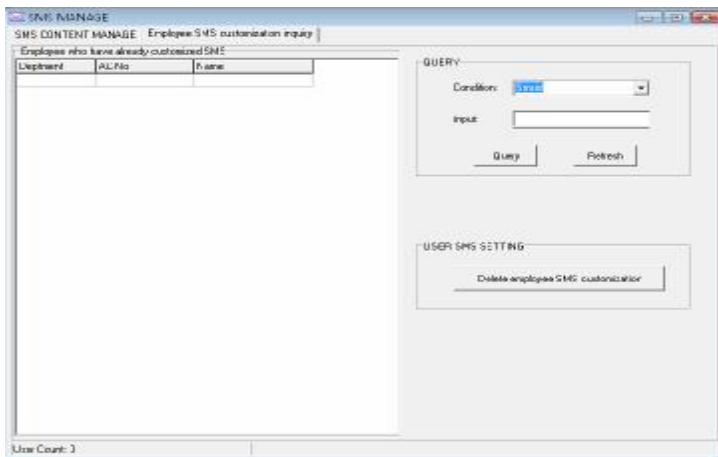 SMS MANAGE
SMS CONTENT MANAGE Employee SMS customization inquiry
Employee who have already customized SMS
Deptment AC-No Name
QUERY
Condition:
Input:
Query Refresh
USER SMS SETTING
Delete employee SMS customization
User Count: